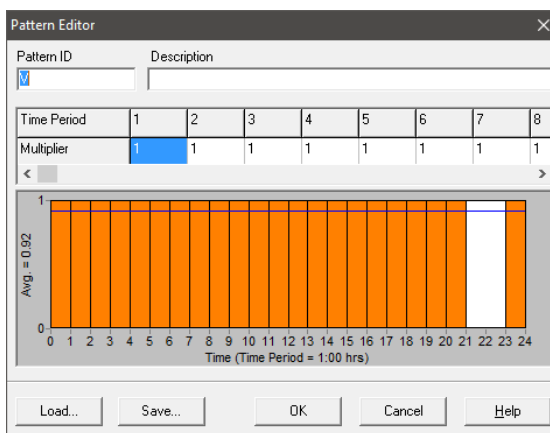 Pattern Editor
Pattern ID Description
V
Time Period 1 2 3 4 5 6 7 8
Multiplier 1 1 1 1 1 1 1 1
1
Avg. = 0.92
0
0 1 2 3 4 5 6 7 8 9 10 11 12 13 14 15 16 17 18 19 20 21 22 23 24
Time (Time Period = 1:00 hrs)
Load... Save... OK Cancel Help